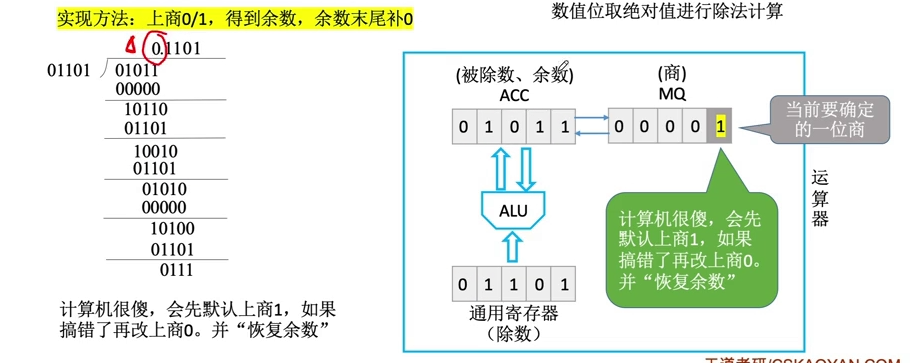 实现方法：上商0/1，得到余数，余数末尾补0
数值位取绝对值进行除法计算
0.1101
01101 01011
00000
10110
01101
10010
01101
01010
00000
10100
01101
0111
计算机很傻，会先默认上商1，如果
搞错了再改上商0。并“恢复余数”
(被除数、余数)
ACC
0 1 0 1 1
(商)
MQ
0 0 0 0 1
当前要确定
的一位商
ALU
计算机很傻，会先
默认上商1，如果
搞错了再改上商0。
并“恢复余数”
0 1 1 0 1
通用寄存器
（除数）
运
算
器
王道考研/CSKAOYAN.COM